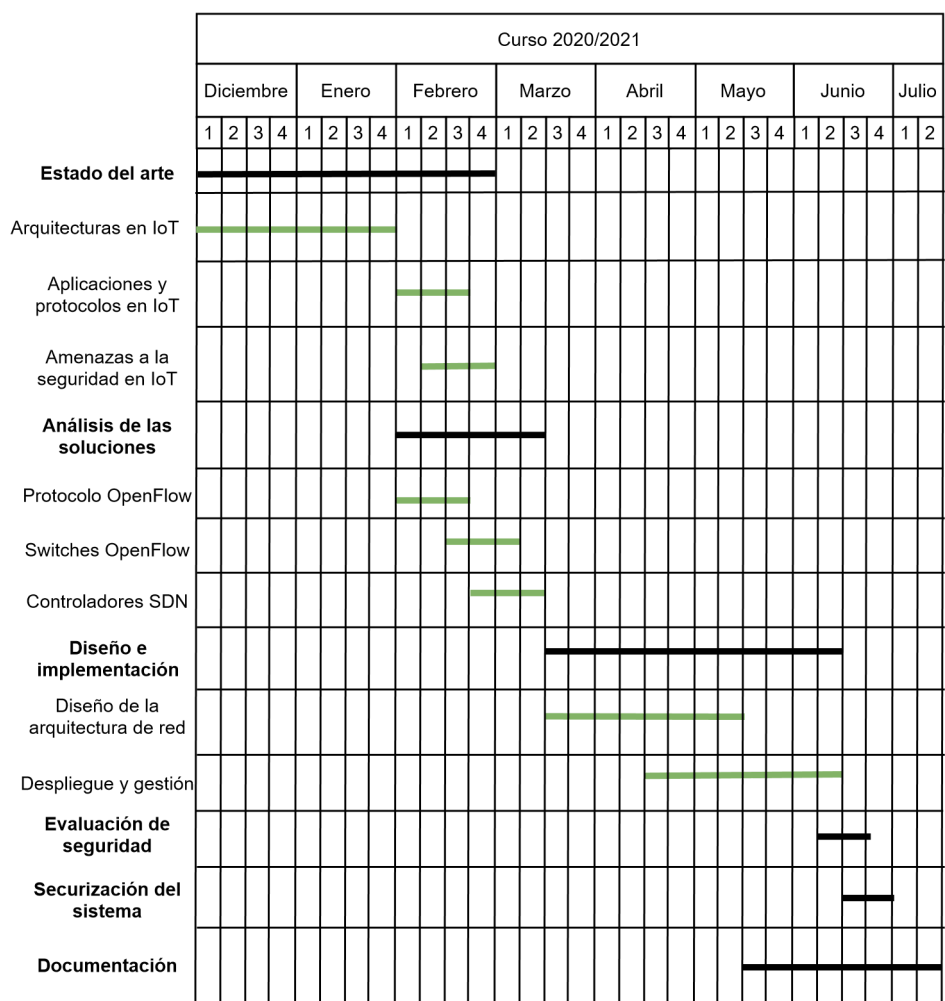 Curso 2020/2021
Diciembre Enero Febrero Marzo Abril Mayo Junio Julio
1 2 3 4 1 2 3 4 1 2 3 4 1 2 3 4 1 2 3 4 1 2 3 4 1 2 3 4 1 2
Estado del arte
Arquitecturas en IoT
Aplicaciones y
protocolos en IoT
Amenazas a la
seguridad en IoT
Análisis de las
soluciones
Protocolo OpenFlow
Switches OpenFlow
Controladores SDN
Diseño e
implementación
Diseño de la
arquitectura de red
Despliegue y gestión
Evaluación de
seguridad
Securización del
sistema
Documentación